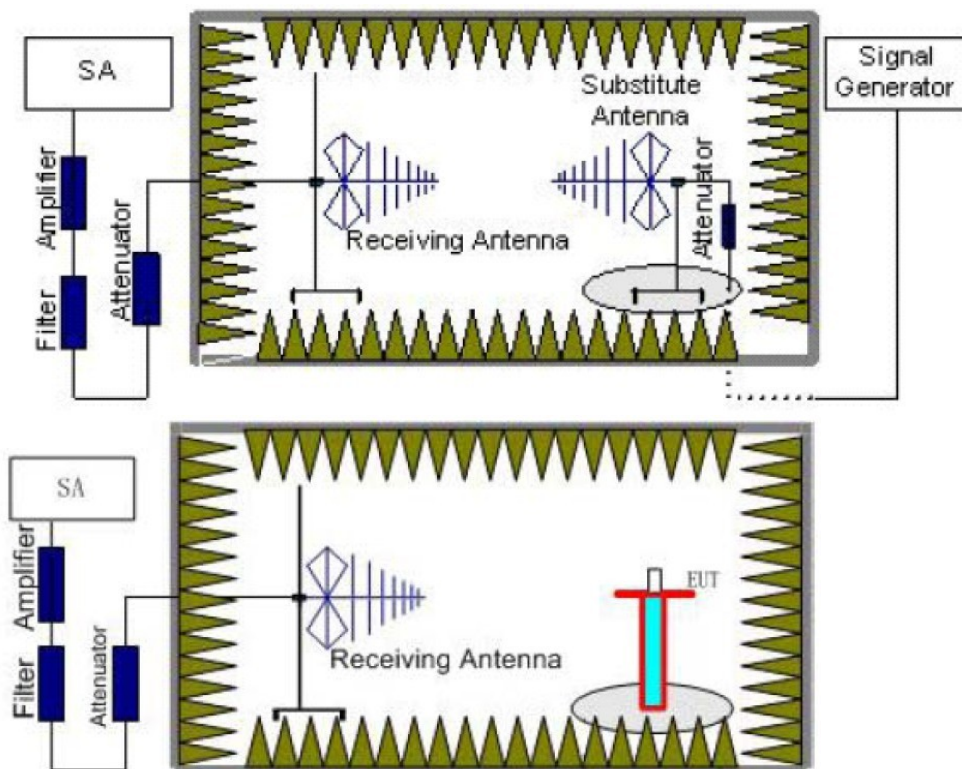 SA
Signal
Generator
Substitute
Antenna
Amplifier
Attenuator
Attenuator
Receiving Antenna
Filter
SA
Amplifier
EUT
Filter
Attenuator
Receiving Antenna